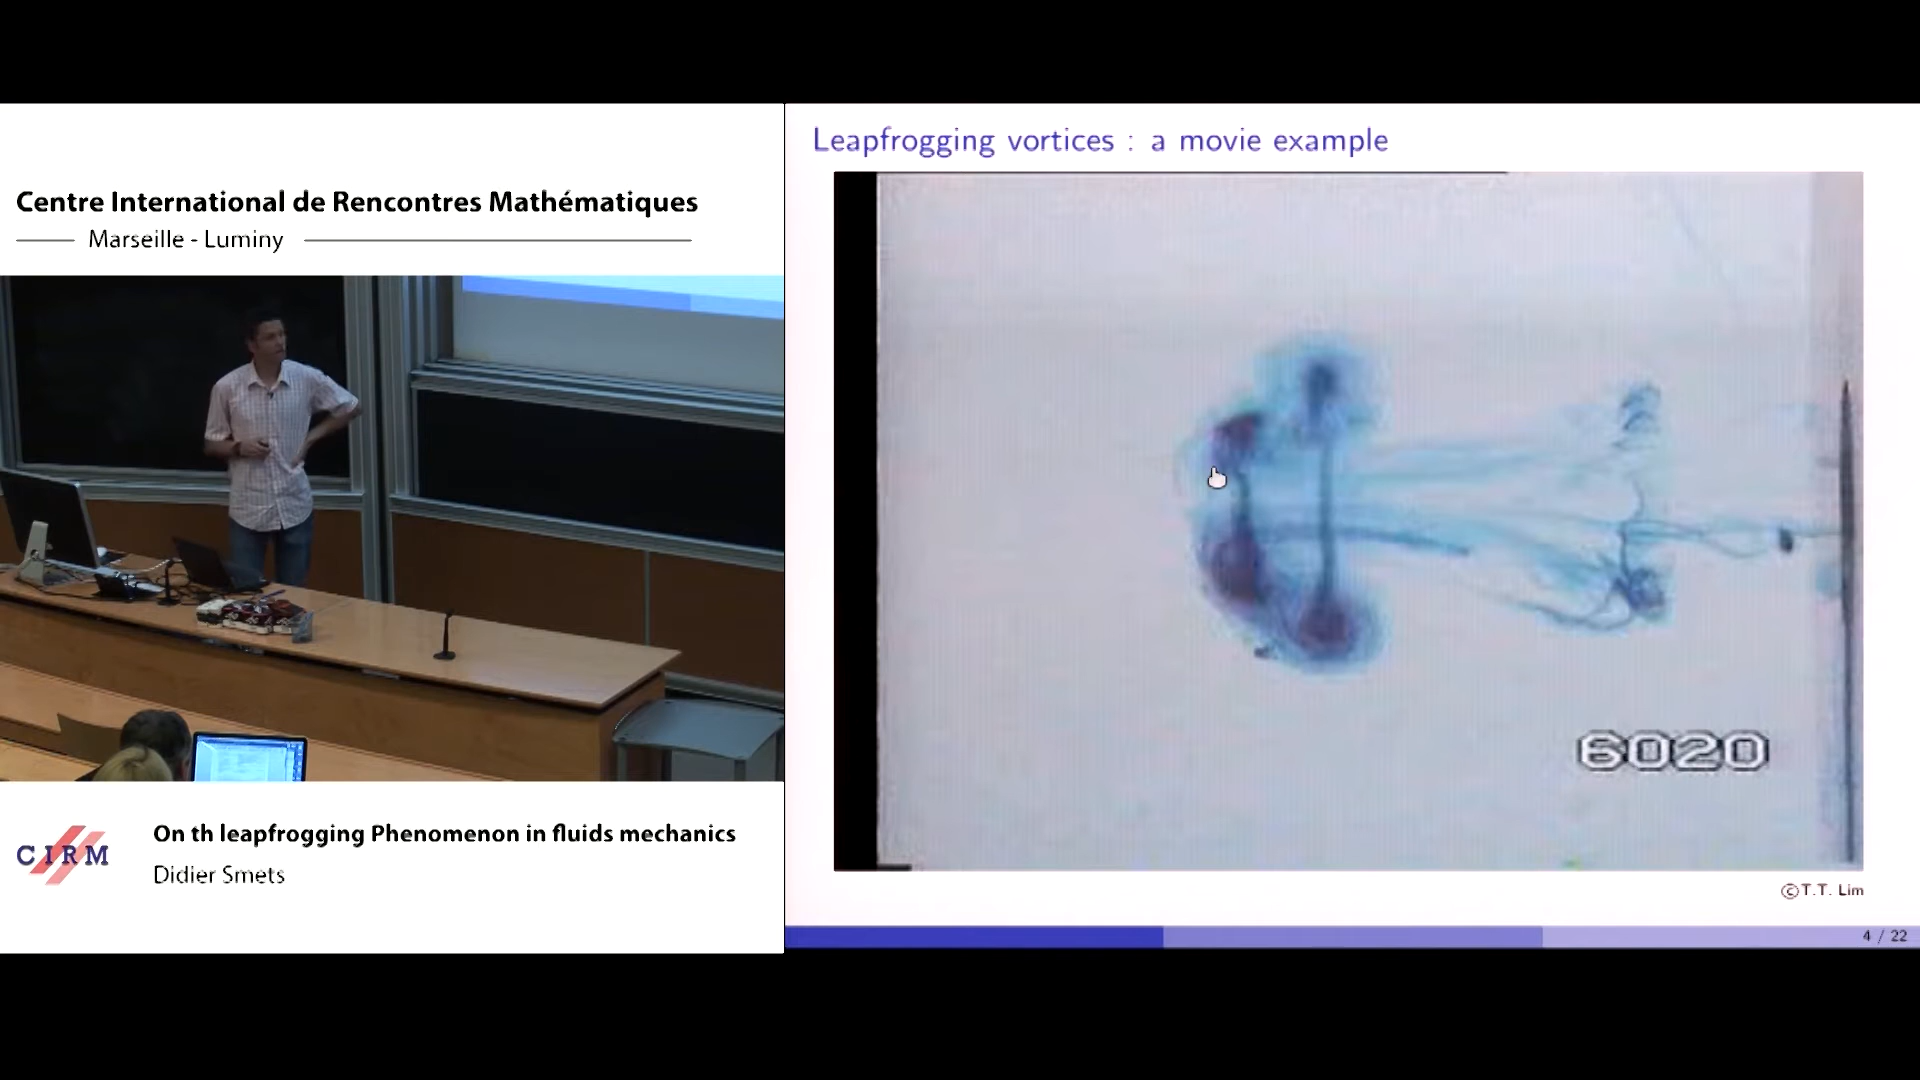 Centre International de Rencontres Mathématiques
Marseille - Luminy
CIRM
On th leapfrogging Phenomenon in fluids mechanics
Didier Smets
Leapfrogging vortices : a movie example
6020
©T.T. Lim
4 / 22